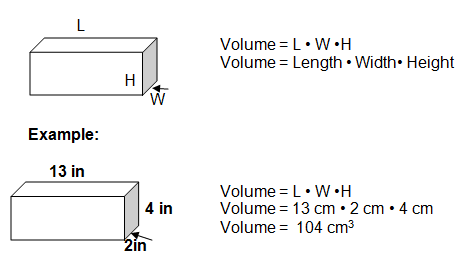 L
H
W
Volume = L • W •H
Volume = Length • Width• Height
Example:
13 in
4 in
2in
Volume = L • W •H
Volume = 13 cm • 2 cm • 4 cm
Volume =  104 cm³